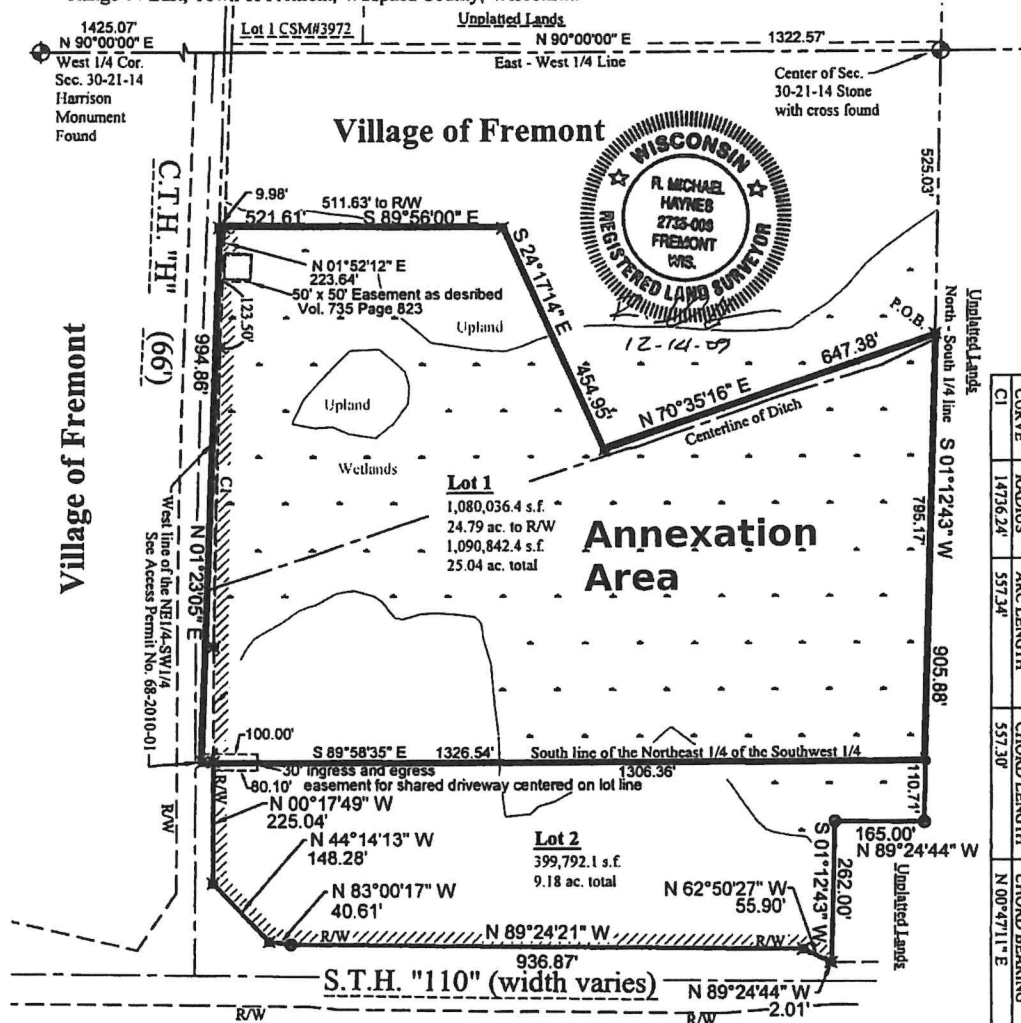 1425.07'
N 90°00'00" E
West 1/4 Cor.
Sec. 30-21-14
Harrison
Monument
Found
Lot 1 CSM#3972
Unplatted Lands
N 90°00'00" E
1322.57'
East - West 1/4 Line
Center of Sec.
30-21-14 Stone
with cross found
Village of Fremont
WISCONSIN
R. MICHAEL
HAYNES
2735-008
FREMONT
WIS.
REGISTERED LAND SURVEYOR
12-14-09
525.03'
C.T.H. "H"
(66')
9.98'
511.63' to R/W
521.61'
S 89°56'00" E
N 01°52'12" E
223.64'
50' x 50' Easement as desribed
Vol. 735 Page 823
123.50'
S 24°17'14" E
454.95'
Upland
Upland
Wetlands
P.O.B.
647.38'
N 70°35'16" E
Centerline of Ditch
Unplatted Lands
North - South 1/4 line
S 01°12'43" W
795.17'
905.88'
Village of Fremont
994.86'
N 01°23'05" E
C1
West line of the NE1/4-SW1/4
See Access Permit No. 68-2010-01
Lot 1
1,080,036.4 s.f.
24.79 ac. to R/W
1,090,842.4 s.f.
25.04 ac. total
Annexation
Area
CURVE RADIUS ARC LENGTH CHORD LENGTH CHORD BEARING
C1 14736.24' 557.34' 557.30' N 00°47'11" E
100.00'
S 89°58'35" E
1326.54'
South line of the Northeast 1/4 of the Southwest 1/4
1306.36'
30' ingress and egress
80.10'
easement for shared driveway centered on lot line
110.71'
R/W
R/W
N 00°17'49" W
225.04'
N 44°14'13" W
148.28'
N 83°00'17" W
40.61'
Lot 2
399,792.1 s.f.
9.18 ac. total
165.00'
N 89°24'44" W
S 01°12'43" W
262.00'
Unplatted Lands
N 62°50'27" W
55.90'
R/W
N 89°24'21" W
R/W
936.87'
S.T.H. "110" (width varies)
N 89°24'44" W
2.01'
R/W
R/W